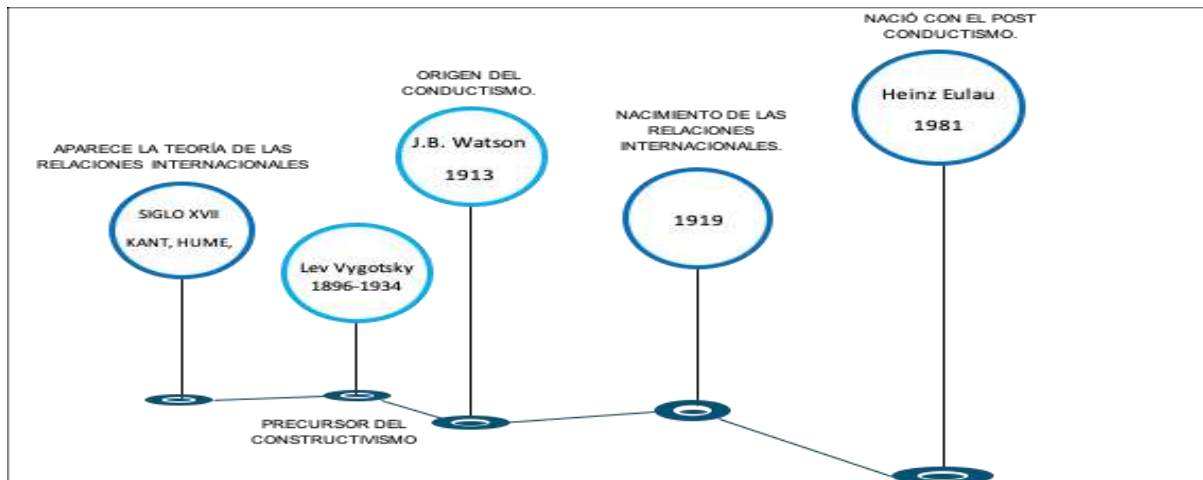 APARECE LA TEORÍA DE LAS
RELACIONES INTERNACIONALES
SIGLO XVII
KANT, HUME,
Lev Vygotsky
1896-1934
PRECURSOR DEL
CONSTRUCTIVISMO
ORIGEN DEL
CONDUCTISMO.
J.B. Watson
1913
NACIMIENTO DE LAS
RELACIONES
INTERNACIONALES.
1919
NACIÓ CON EL POST
CONDUCTISMO.
Heinz Eulau
1981